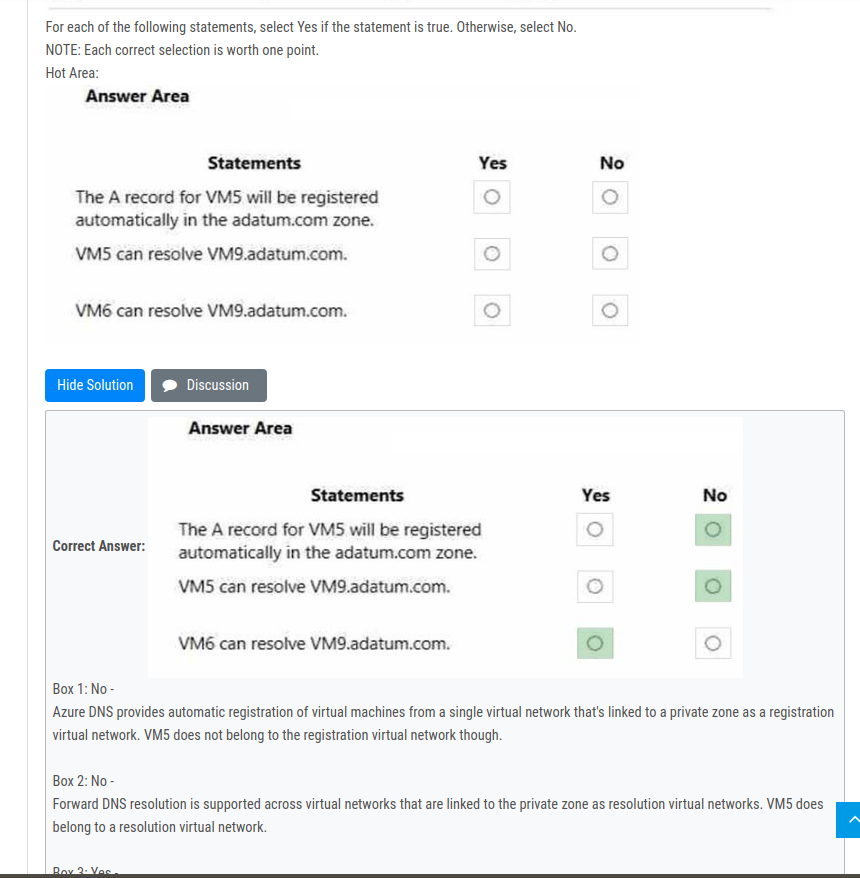 For each of the following statements, select Yes if the statement is true. Otherwise, select No.
NOTE: Each correct selection is worth one point.
Hot Area:
Answer Area
Statements Yes No
The A record for VM5 will be registered
automatically in the adatum.com zone.
VM5 can resolve VM9.adatum.com.
VM6 can resolve VM9.adatum.com.
Hide Solution Discussion
Answer Area
Statements Yes No
Correct Answer:
The A record for VM5 will be registered
automatically in the adatum.com zone.
VM5 can resolve VM9.adatum.com.
VM6 can resolve VM9.adatum.com.
Box 1: No -
Azure DNS provides automatic registration of virtual machines from a single virtual network that's linked to a private zone as a registration
virtual network. VM5 does not belong to the registration virtual network though.
Box 2: No -
Forward DNS resolution is supported across virtual networks that are linked to the private zone as resolution virtual networks. VM5 does
belong to a resolution virtual network.
Box 3: Yes -